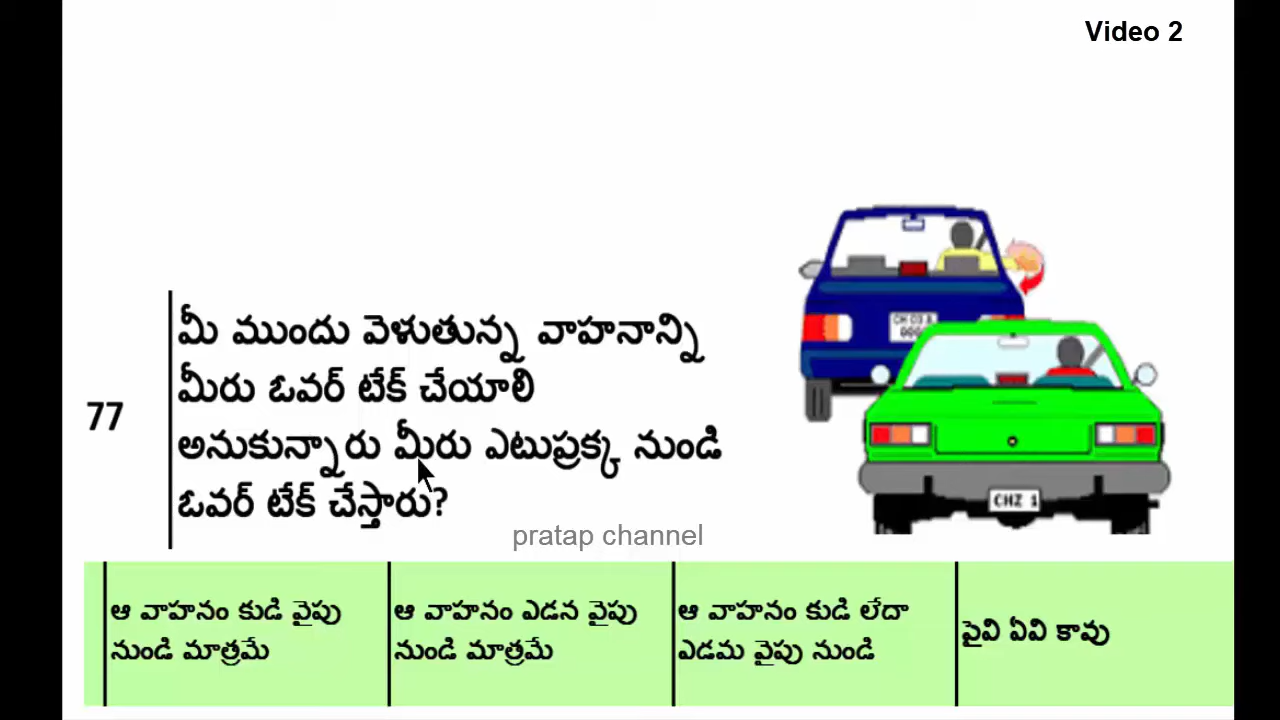 Video 2
77
మీ ముందు వెళుతున్న వాహనాన్ని
మీరు ఓవర్ టేక్ చేయాలి
అనుకున్నారు మీరు ఎటుప్రక్క నుండి
ఓవర్ టేక్ చేస్తారు?
CHZ 1
pratap channel
ఆ వాహనం కుడి వైపు
నుండి మాత్రమే
ఆ వాహనం ఎడన వైపు
నుండి మాత్రమే
ఆ వాహనం కుడి లేదా
ఎడమ వైపు నుండి
పైవి ఏవి కావు